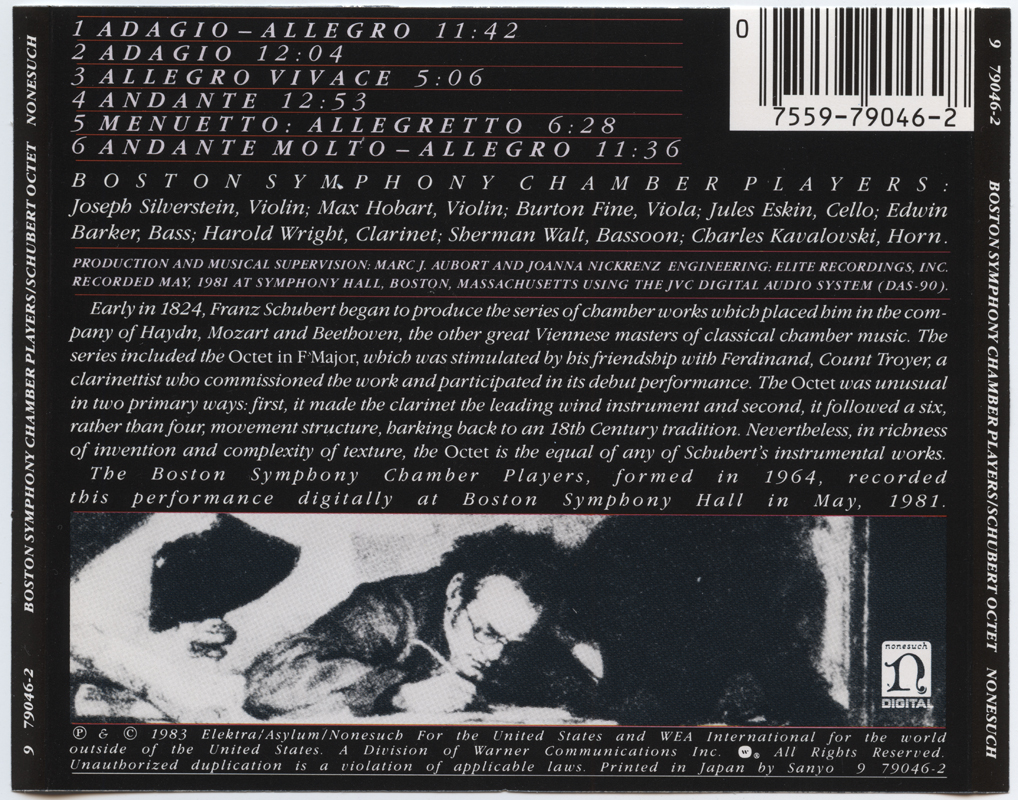 1 ADAGIO–ALLEGRO 11:42
2 ADAGIO 12:04
3 ALLEGRO VIVACE 5:06
4 ANDANTE 12:53
5 MENUETTO: ALLEGRETTO 6:28
6 ANDANTE MOLTO–ALLEGRO 11:36
0
7559-79046-2
BOSTON SYMPHONY CHAMBER PLAYERS:
Joseph Silverstein, Violin; Max Hobart, Violin; Burton Fine, Viola; Jules Eskin, Cello; Edwin
Barker, Bass; Harold Wright, Clarinet; Sherman Walt, Bassoon; Charles Kavalovski, Horn.
PRODUCTION AND MUSICAL SUPERVISION: MARC J. AUBORT AND JOANNA NICKRENZ ENGINEERING: ELITE RECORDINGS, INC.
RECORDED MAY, 1981 AT SYMPHONY HALL, BOSTON, MASSACHUSETTS USING THE JVC DIGITAL AUDIO SYSTEM (DAS-90).
Early in 1824, Franz Schubert began to produce the series of chamber works which placed him in the com-
pany of Haydn, Mozart and Beethoven, the other great Viennese masters of classical chamber music. The
series included the Octet in F Major, which was stimulated by his friendship with Ferdinand, Count Troyer, a
clarinettist who commissioned the work and participated in its debut performance. The Octet was unusual
in two primary ways: first, it made the clarinet the leading wind instrument and second, it followed a six,
rather than four, movement structure, harking back to an 18th Century tradition. Nevertheless, in richness
of invention and complexity of texture, the Octet is the equal of any of Schubert's instrumental works.
The Boston Symphony Chamber Players, formed in 1964, recorded
this performance digitally at Boston Symphony Hall in May, 1981.
nonesuch
n
DIGITAL
℗ & © 1983 Elektra/Asylum/Nonesuch For the United States and WEA International for the world
outside of the United States. A Division of Warner Communications Inc. w ® All Rights Reserved.
Unauthorized duplication is a violation of applicable laws. Printed in Japan by Sanyo 9 79046-2
9 79046-2 BOSTON SYMPHONY CHAMBER PLAYERS/SCHUBERT OCTET NONESUCH
9 79046-2 BOSTON SYMPHONY CHAMBER PLAYERS/SCHUBERT OCTET NONESUCH